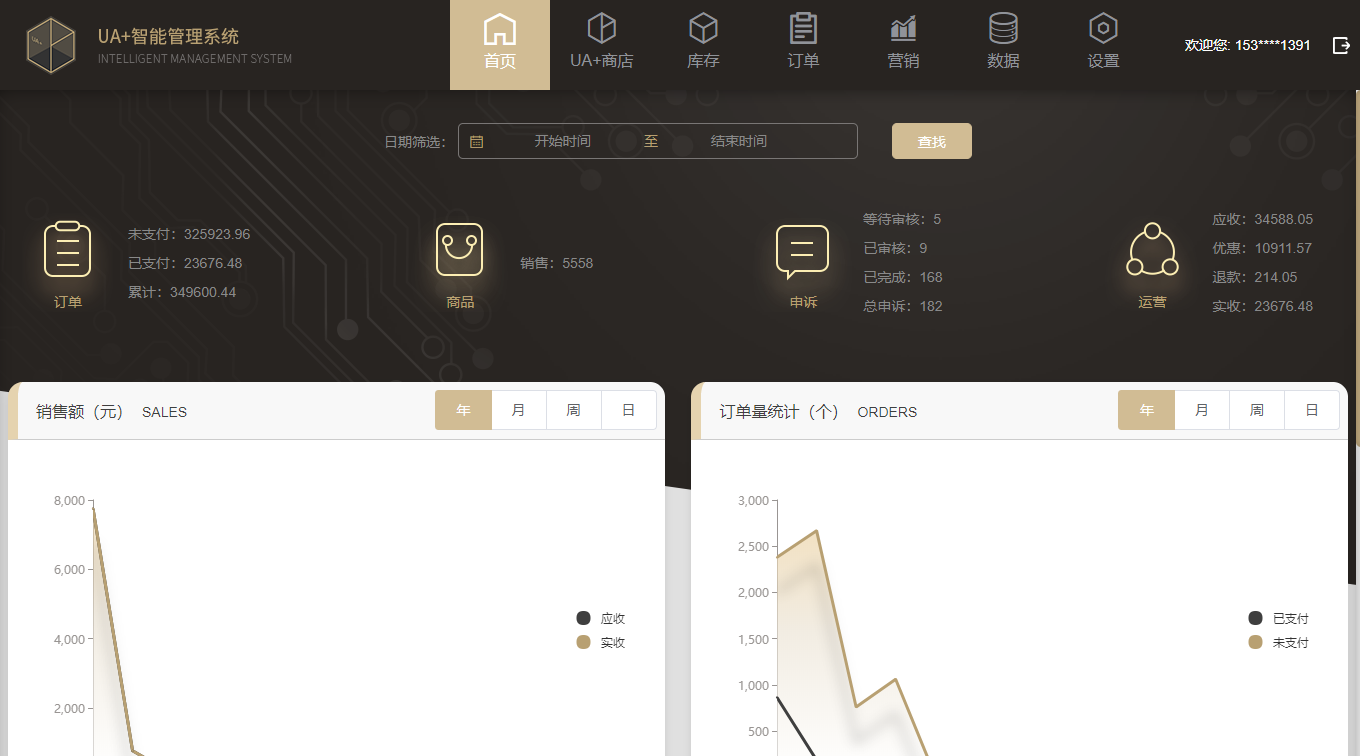 UA+
UA+智能管理系统
INTELLIGENT MANAGEMENT SYSTEM
首页
UA+商店
库存
订单
营销
数据
设置
欢迎您: 153****1391
日期筛选:
开始时间
至
结束时间
查找
订单
未支付：325923.96
已支付：23676.48
累计：349600.44
商品
销售：5558
申诉
等待审核：5
已审核：9
已完成：168
总申诉：182
运营
应收：34588.05
优惠：10911.57
退款：214.05
实收：23676.48
销售额（元） SALES
年
月
周
日
8,000
6,000
4,000
2,000
应收
实收
订单量统计（个） ORDERS
年
月
周
日
3,000
2,500
2,000
1,500
1,000
500
已支付
未支付